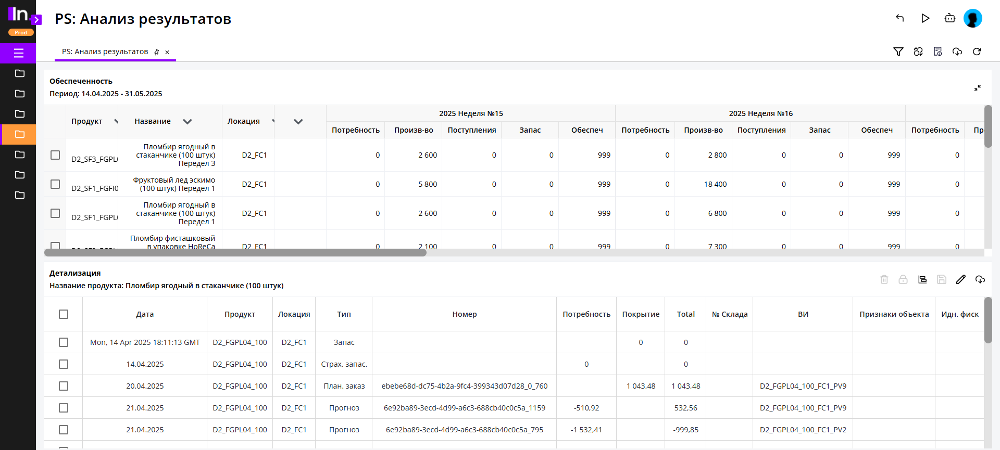 In
Prod
PS: Анализ результатов
PS: Анализ результатов
Обеспеченность
Период: 14.04.2025 - 31.05.2025
Продукт Название Локация 2025 Неделя №15 2025 Неделя №16
Потребность Произв-во Поступления Запас Обеспеч Потребность Произв-во Поступления Запас Обеспеч Потребность Пр
Пломбир ягодный в
стаканчике (100 штук)
Передел 3
D2_SF3_FGPL0 D2_FC1 0 2 600 0 0 999 0 2 800 0 0 999 0
Фруктовый лед эскимо
(100 штук) Передел 1
D2_SF1_FGFI0 D2_FC1 0 5 800 0 0 999 0 18 400 0 0 999 0
Пломбир ягодный в
стаканчике (100 штук)
Передел 1
D2_SF1_FGPL0 D2_FC1 0 2 600 0 0 999 0 6 800 0 0 999 0
Пломбир фисташковый
в упаковке HoReCa
D2_FC1 0 2 100 0 0 999 0 7 300 0 0 999 0
Детализация
Название продукта: Пломбир ягодный в стаканчике (100 штук)
Дата Продукт Локация Тип Номер Потребность Покрытие Total № Склада ВИ Признаки объекта Идн. фиск
Mon, 14 Apr 2025 18:11:13 GMT D2_FGPL04_100 D2_FC1 Запас 0 0
14.04.2025 D2_FGPL04_100 D2_FC1 Страх. запас. 0 0
20.04.2025 D2_FGPL04_100 D2_FC1 План. заказ ebebe68d-dc75-4b2a-9fc4-399343d07d28_0_760 1 043,48 1 043,48 D2_FGPL04_100_FC1_PV9
21.04.2025 D2_FGPL04_100 D2_FC1 Прогноз 6e92ba89-3ecd-4d99-a6c3-688cb40c0c5a_1159 -510,92 532,56 D2_FGPL04_100_FC1_PV9
21.04.2025 D2_FGPL04_100 D2_FC1 Прогноз 6e92ba89-3ecd-4d99-a6c3-688cb40c0c5a_795 -1 532,41 -999,85 D2_FGPL04_100_FC1_PV2